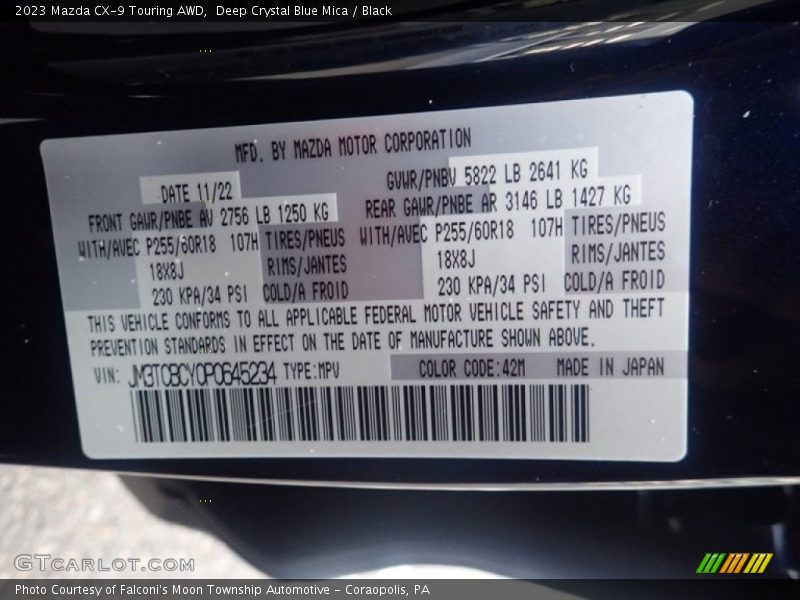 2023 Mazda CX-9 Touring AWD, Deep Crystal Blue Mica / Black
MFD. BY MAZDA MOTOR CORPORATION
DATE 11/22
GVWR/PNBV 5822 LB 2641 KG
FRONT GAWR/PNBE AV 2756 LB 1250 KG
REAR GAWR/PNBE AR 3146 LB 1427 KG
WITH/AVEC P255/60R18 107H TIRES/PNEUS
WITH/AVEC P255/60R18 107H TIRES/PNEUS
18X8J RIMS/JANTES
18X8J RIMS/JANTES
230 KPA/34 PSI COLD/A FROID
230 KPA/34 PSI COLD/A FROID
THIS VEHICLE CONFORMS TO ALL APPLICABLE FEDERAL MOTOR VEHICLE SAFETY AND THEFT
PREVENTION STANDARDS IN EFFECT ON THE DATE OF MANUFACTURE SHOWN ABOVE.
VIN: JM3TCBCY0P0645234 TYPE:MPV
COLOR CODE:42M MADE IN JAPAN
GTCARLOT.COM
Photo Courtesy of Falconi's Moon Township Automotive - Coraopolis, PA